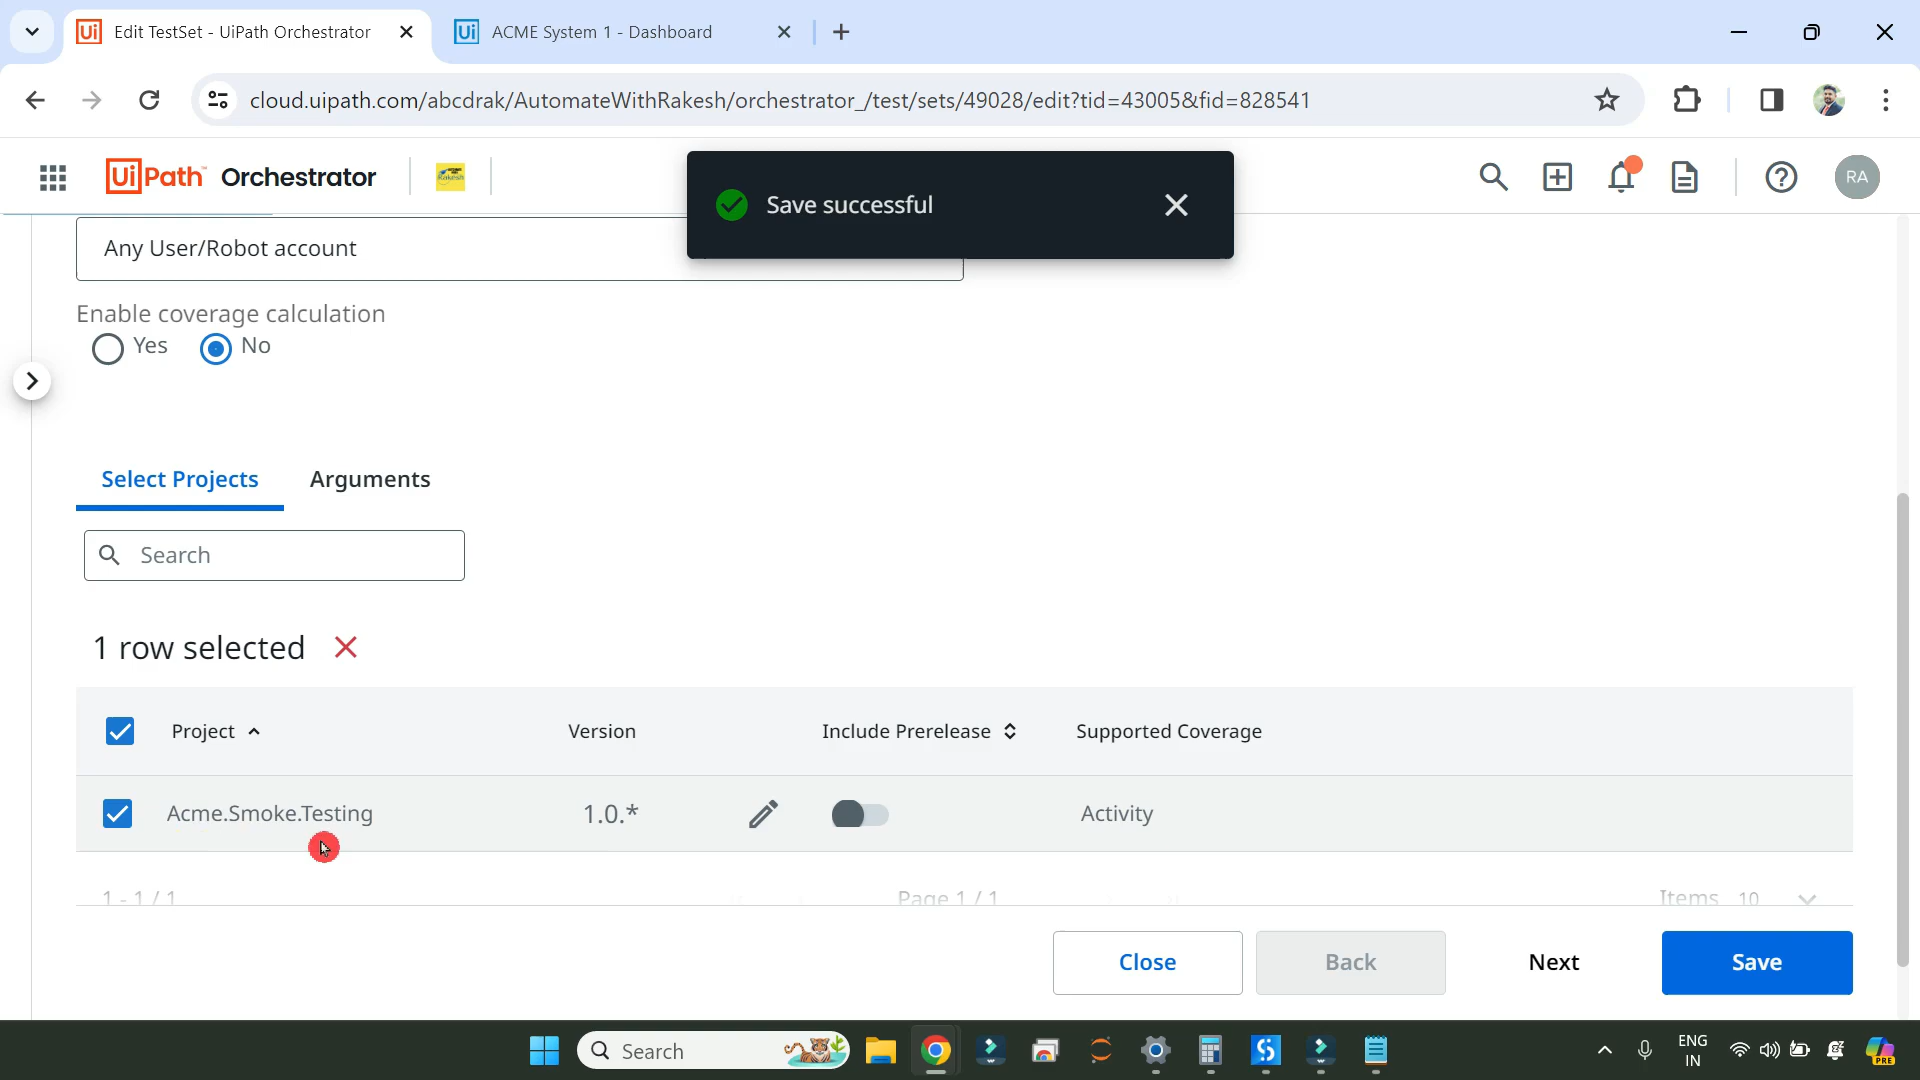 Edit TestSet - UiPath Orchestrator
ACME System 1 - Dashboard
cloud.uipath.com/abcdrak/AutomateWithRakesh/orchestrator_/test/sets/49028/edit?tid=43005&fid=828541
UiPath™ Orchestrator
Save successful
RA
Any User/Robot account
Enable coverage calculation
Yes No
Select Projects Arguments
Search
1 row selected
Project Version Include Prerelease Supported Coverage
Acme.Smoke.Testing 1.0.* Activity
1 - 1 / 1 Page 1 / 1 Items 10
Close Back Next Save
Search
ENG
IN
PRE